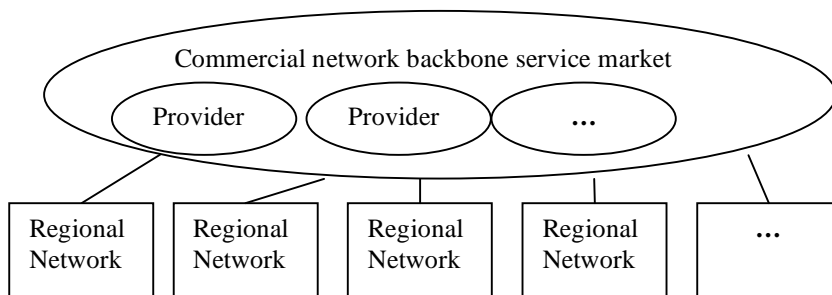 Commercial network backbone service market
Provider
Provider
...
Regional
Network
Regional
Network
Regional
Network
Regional
Network
...